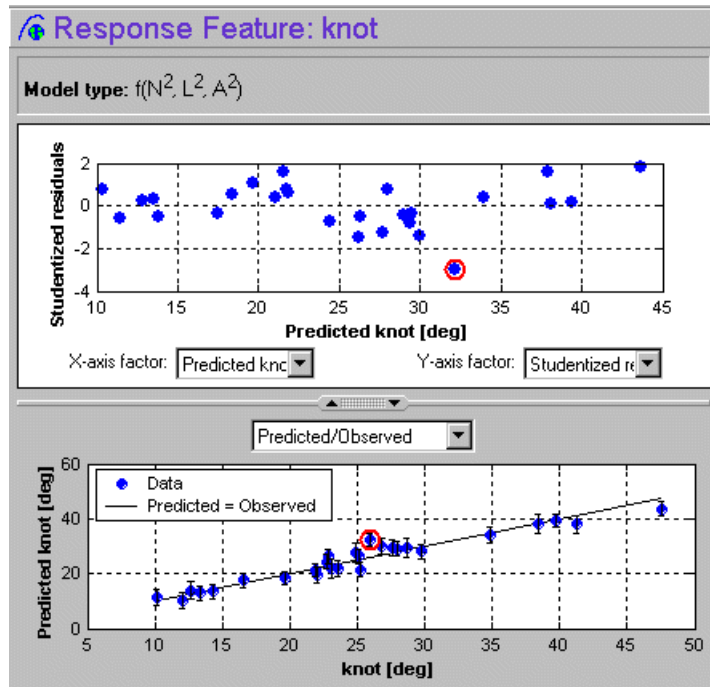 Response Feature: knot
Model type: f(N², L², A²)
Studentized residuals
2
0
-2
-4
10 15 20 25 30 35 40 45
Predicted knot [deg]
X-axis factor: Predicted knc Y-axis factor: Studentized re
Predicted/Observed
Predicted knot [deg]
60
40
20
0
Data
Predicted = Observed
5 10 15 20 25 30 35 40 45 50
knot [deg]